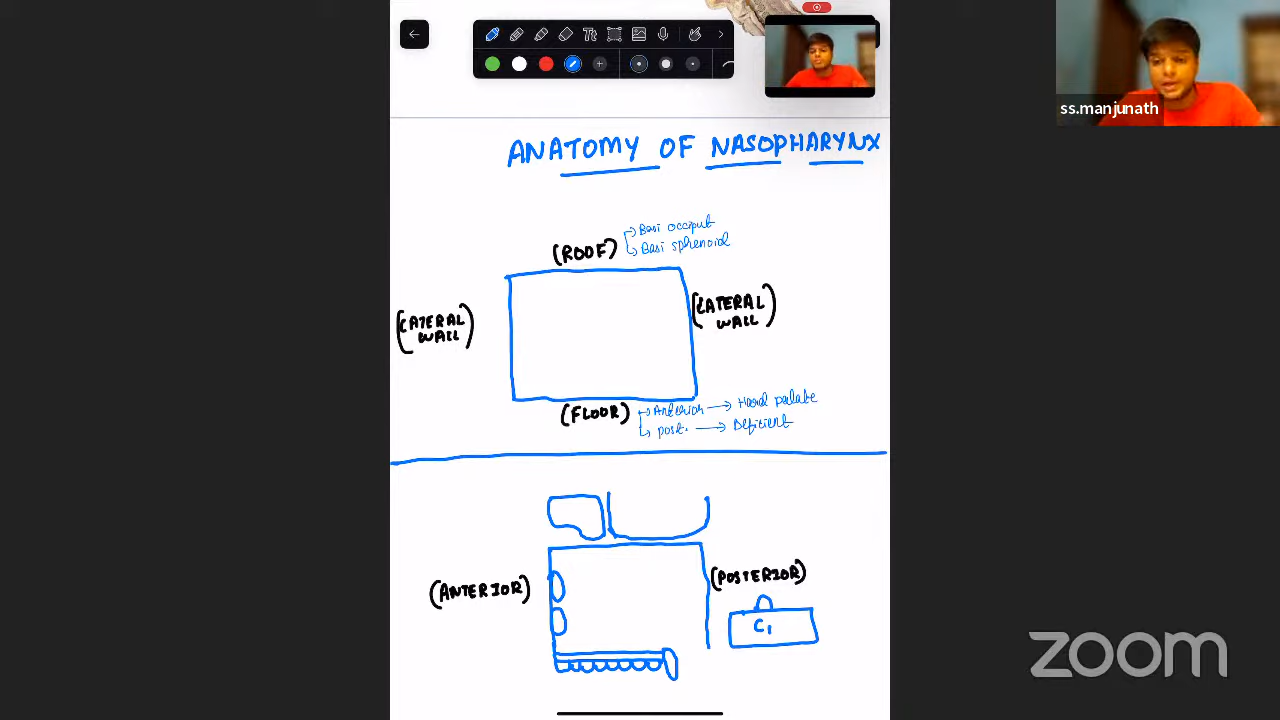 Tt
ss.manjunath
ANATOMY OF NASOPHARYNX
Basi occiput
(ROOF)
Basi sphenoid
(LATERAL
WALL)
(LATERAL
WALL)
(FLOOR)
Anterior → Hard palate
post. → Deficient
(ANTERIOR)
(POSTERIOR)
C1
zoom